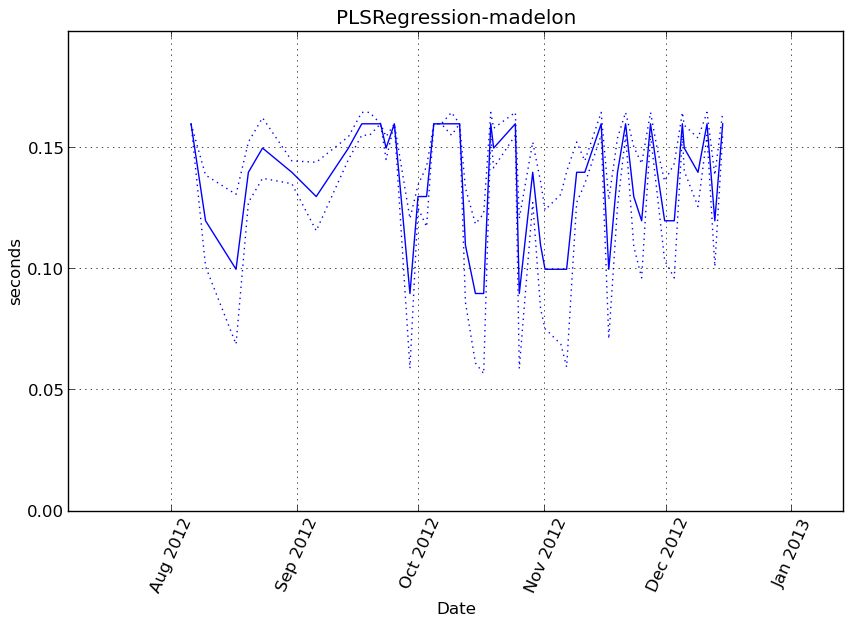 PLSRegression-madelon
seconds
0.15
0.10
0.05
0.00
Aug 2012
Sep 2012
Oct 2012
Nov 2012
Dec 2012
Jan 2013
Date